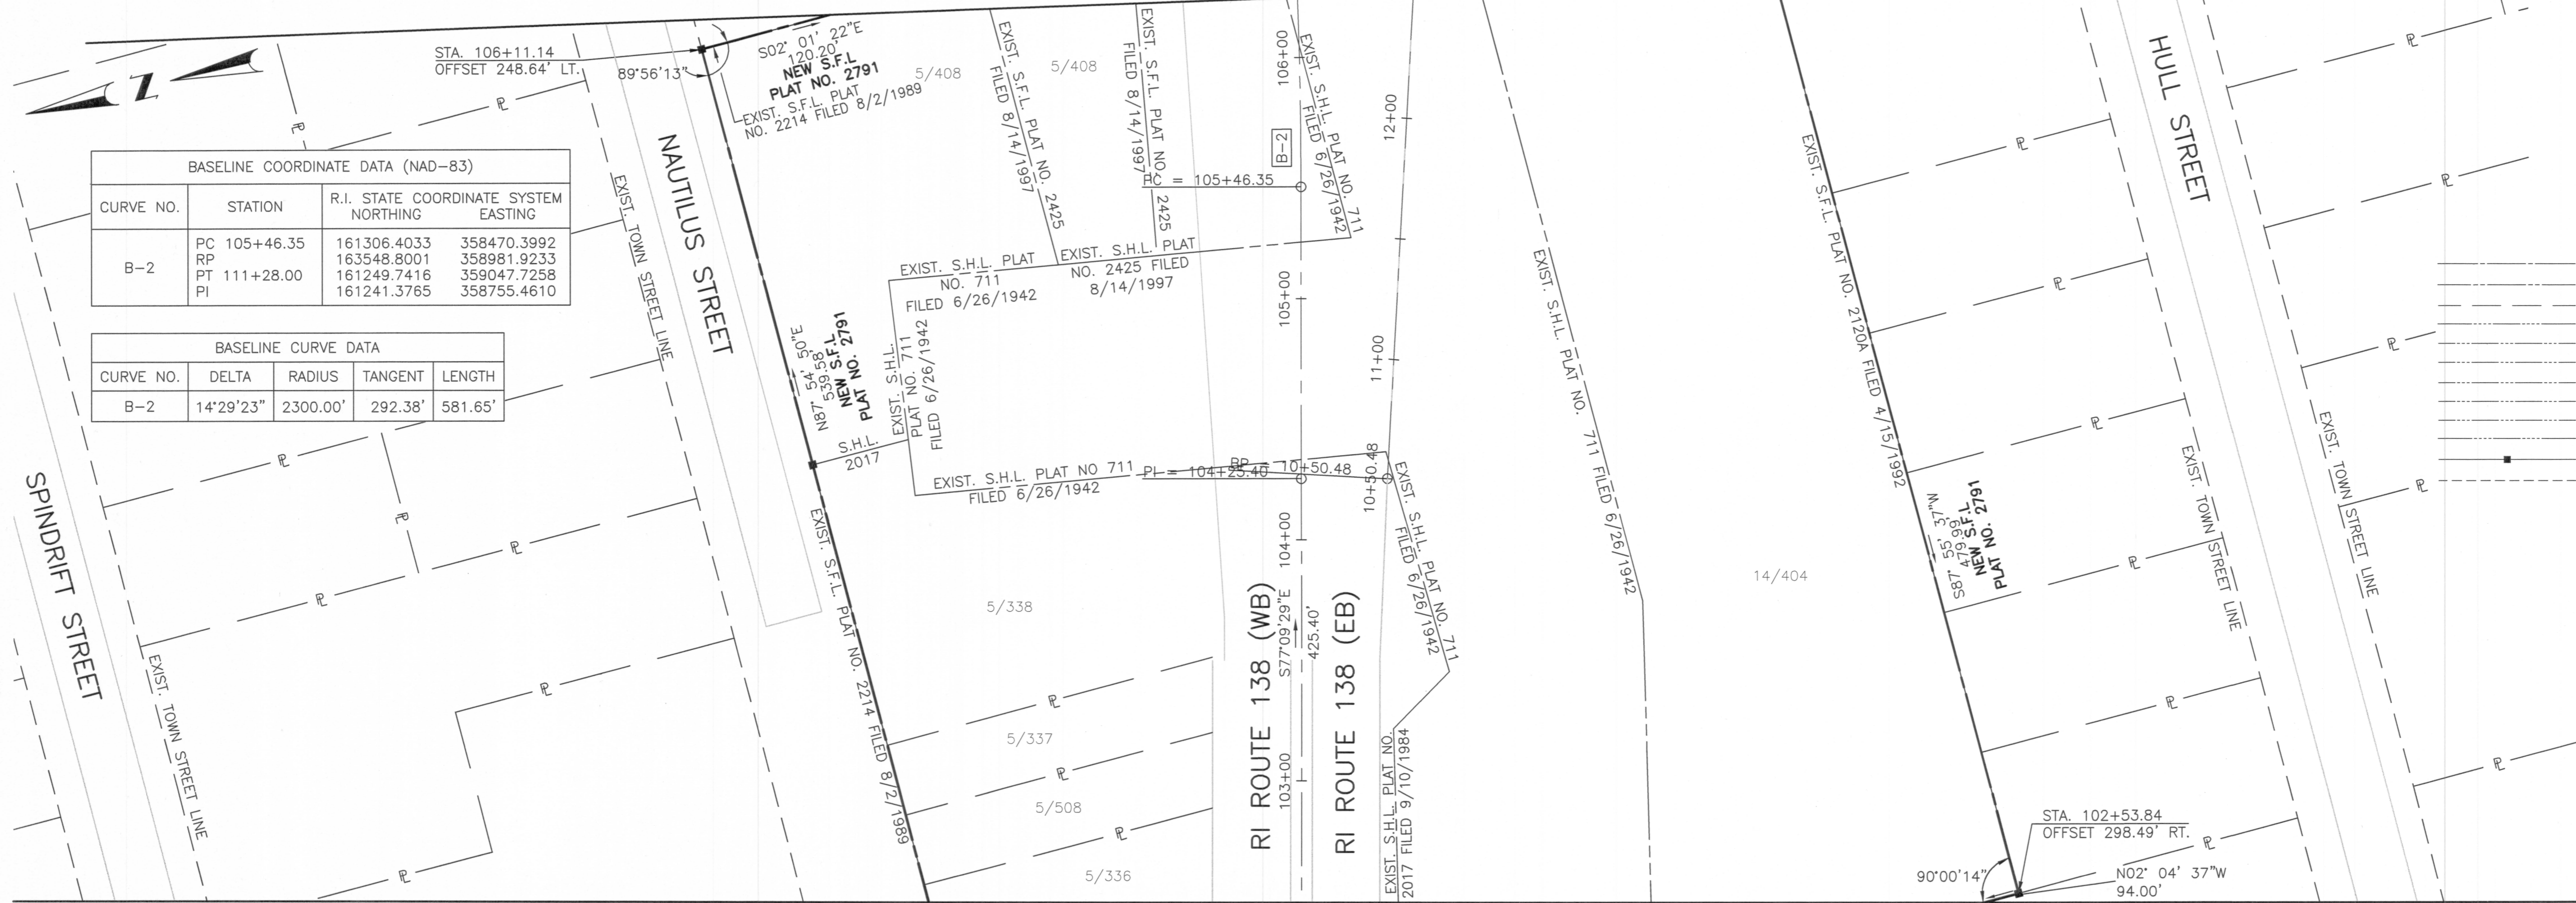 STA. 106+11.14
OFFSET 248.64' LT.
89°56'13"
S02° 01' 22"E
120.20'
NEW S.F.L
PLAT NO. 2791
EXIST. S.F.L. PLAT
NO. 2214 FILED 8/2/1989
Z
BASELINE COORDINATE DATA (NAD-83)
CURVE NO.
STATION
R.I. STATE COORDINATE SYSTEM
NORTHING EASTING
B-2
PC 105+46.35 161306.4033 358470.3992
RP 163548.8001 358981.9233
PT 111+28.00 161249.7416 359047.7258
PI 161241.3765 358755.4610
BASELINE CURVE DATA
CURVE NO. DELTA RADIUS TANGENT LENGTH
B-2 14°29'23" 2300.00' 292.38' 581.65'
SPINDRIFT STREET
EXIST. TOWN STREET LINE
NAUTILUS STREET
EXIST. TOWN STREET LINE
N87° 54' 50"E
539.58'
NEW S.F.L
PLAT NO. 2791
S.H.L.
2017
EXIST. S.F.L. PLAT NO. 2214 FILED 8/2/1989
5/408
EXIST. S.F.L. PLAT NO. 2425
FILED 8/14/1997
5/408
EXIST. S.F.L. PLAT NO. 2425
FILED 8/14/1997
EXIST. S.H.L. PLAT
NO. 711
FILED 6/26/1942
EXIST. S.H.L. PLAT
NO. 2425 FILED
8/14/1997
EXIST. S.H.L.
PLAT NO. 711
FILED 6/26/1942
EXIST. S.H.L. PLAT NO 711
FILED 6/26/1942
PC = 105+46.35
B-2
106+00
EXIST. S.H.L. PLAT NO. 711
FILED 6/26/1942
12+00
105+00
11+00
PI = 104+25.40
BP = 10+50.48
10+50.48
104+00
EXIST. S.H.L. PLAT NO. 711
FILED 6/26/1942
5/338
5/337
5/508
5/336
RI ROUTE 138 (WB)
S77°09'29"E
425.40'
103+00
RI ROUTE 138 (EB)
EXIST. S.H.L. PLAT NO.
2017 FILED 9/10/1984
EXIST. S.H.L. PLAT NO. 711 FILED 6/26/1942
14/404
EXIST. S.F.L. PLAT NO. 2120A FILED 4/15/1992
S87° 55' 37"W
479.99'
NEW S.F.L
PLAT NO. 2791
HULL STREET
EXIST. TOWN STREET LINE
EXIST. TOWN STREET LINE
STA. 102+53.84
OFFSET 298.49' RT.
90°00'14"
N02° 04' 37"W
94.00'